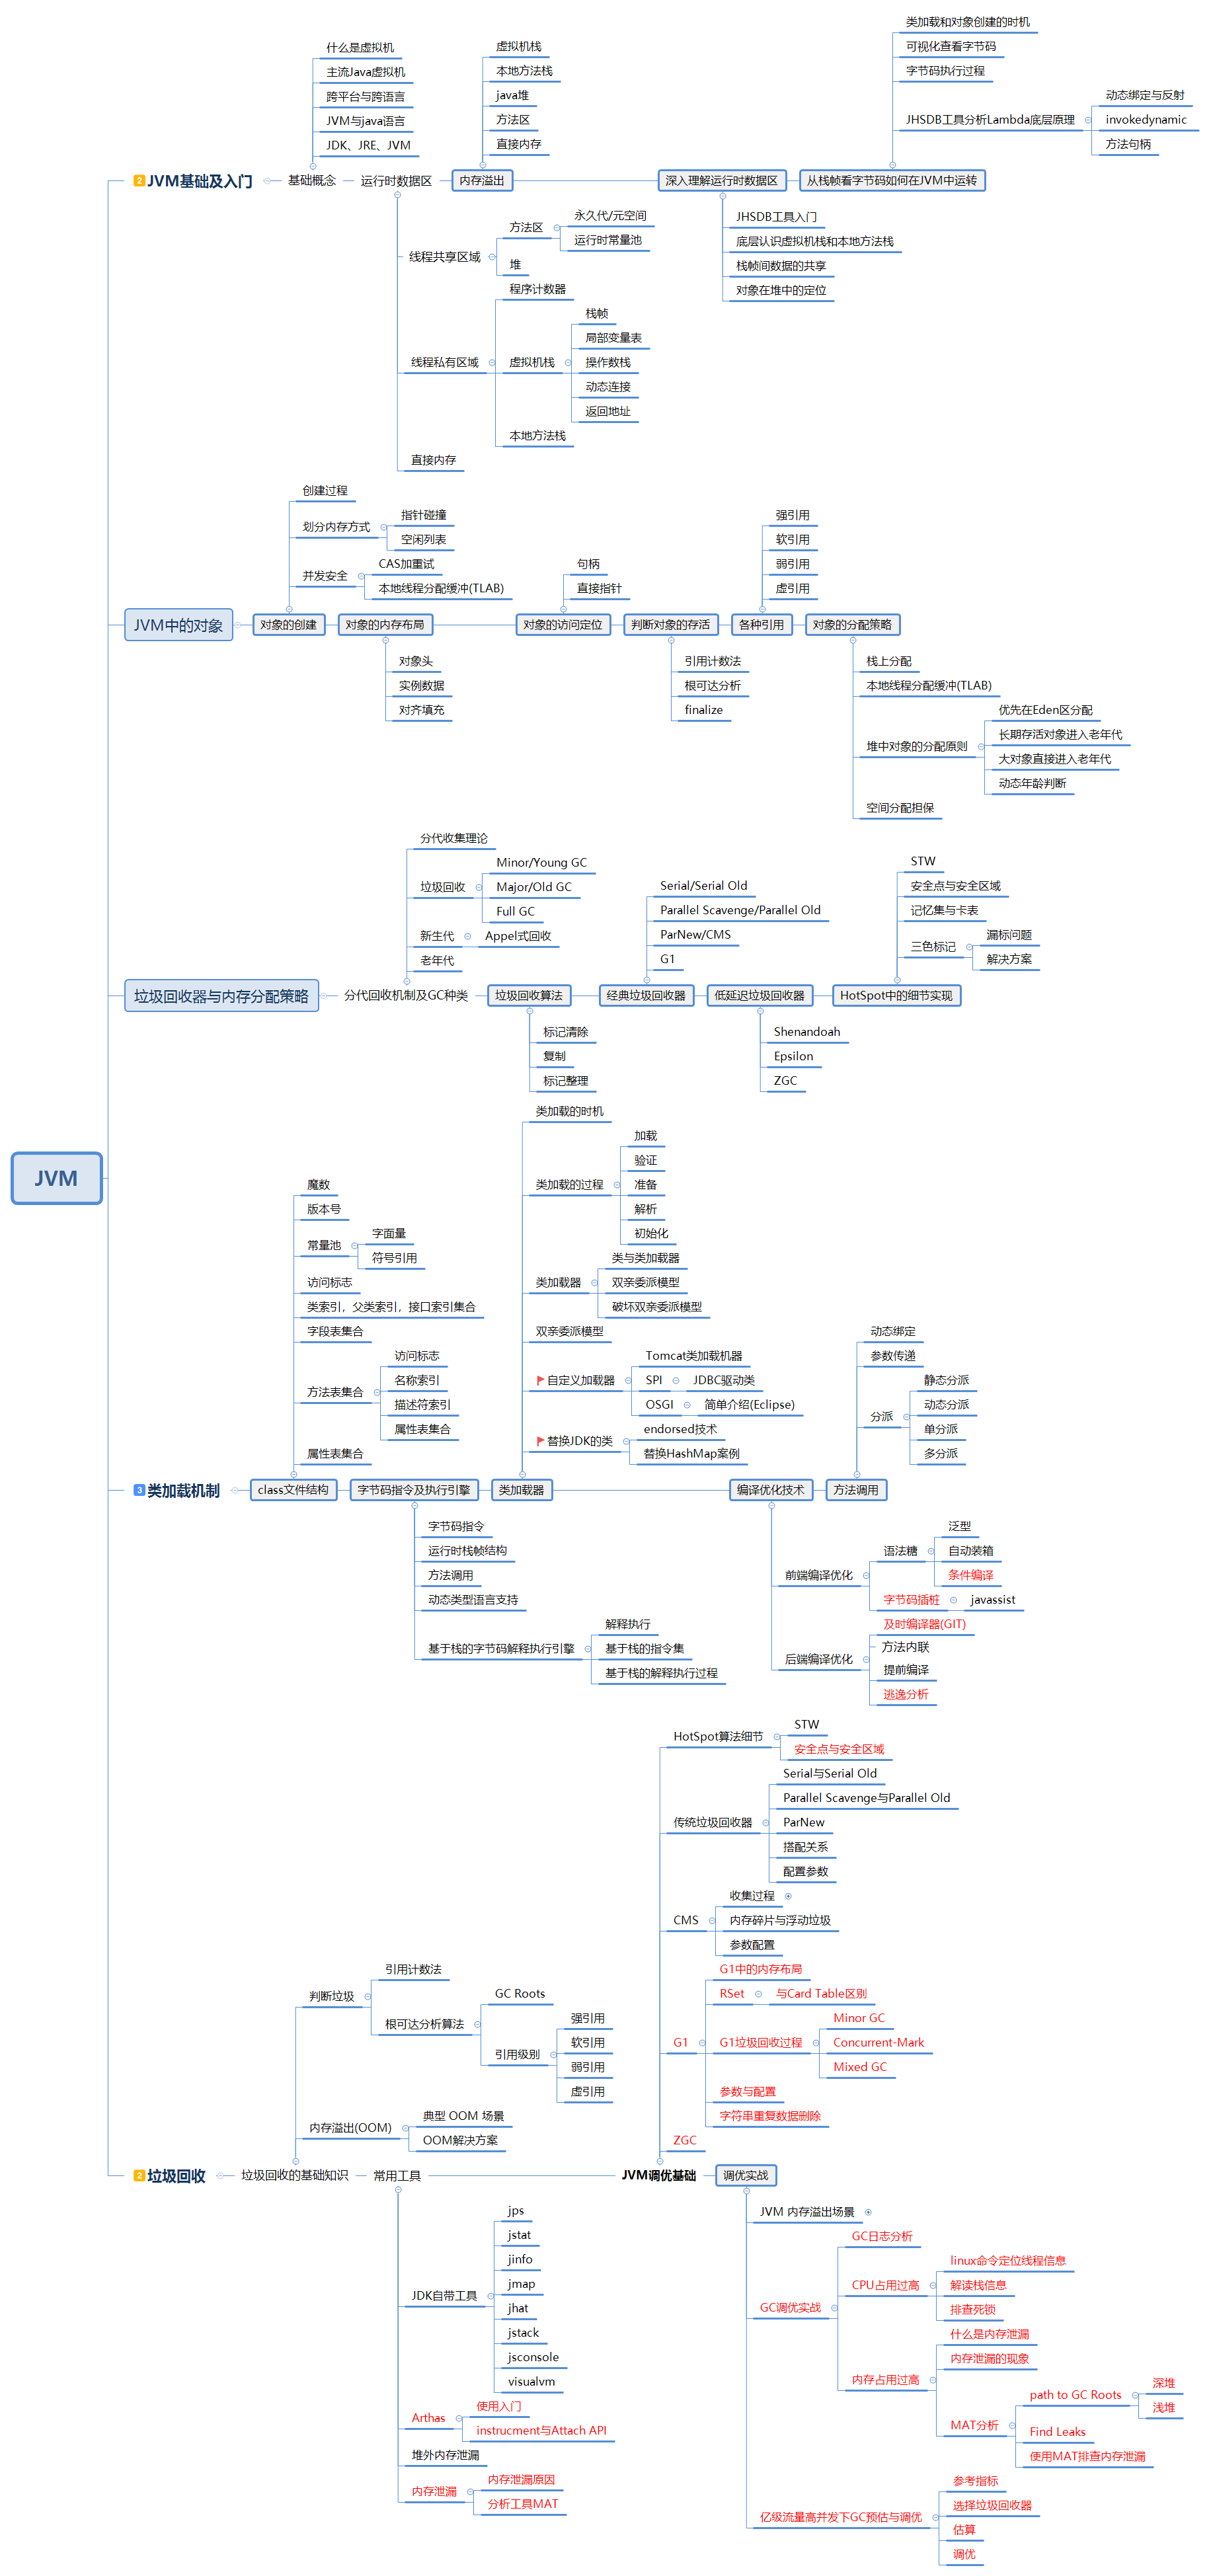 JVM
JVM基础及入门
基础概念
什么是虚拟机
主流Java虚拟机
跨平台与跨语言
JVM与java语言
JDK、JRE、JVM
运行时数据区
线程共享区域
方法区
永久代/元空间
运行时常量池
堆
线程私有区域
程序计数器
虚拟机栈
栈帧
局部变量表
操作数栈
动态连接
返回地址
本地方法栈
直接内存
内存溢出
虚拟机栈
本地方法栈
java堆
方法区
直接内存
深入理解运行时数据区
JHSDB工具入门
底层认识虚拟机栈和本地方法栈
栈帧间数据的共享
对象在堆中的定位
从栈帧看字节码如何在JVM中运转
类加载和对象创建的时机
可视化查看字节码
字节码执行过程
JHSDB工具分析Lambda底层原理
动态绑定与反射
invokedynamic
方法句柄
JVM中的对象
对象的创建
创建过程
划分内存方式
指针碰撞
空闲列表
并发安全
CAS加重试
本地线程分配缓冲(TLAB)
对象的内存布局
对象头
实例数据
对齐填充
对象的访问定位
句柄
直接指针
判断对象的存活
引用计数法
根可达分析
finalize
各种引用
强引用
软引用
弱引用
虚引用
对象的分配策略
栈上分配
本地线程分配缓冲(TLAB)
堆中对象的分配原则
优先在Eden区分配
长期存活对象进入老年代
大对象直接进入老年代
动态年龄判断
空间分配担保
垃圾回收器与内存分配策略
分代回收机制及GC种类
分代收集理论
垃圾回收
Minor/Young GC
Major/Old GC
Full GC
新生代
Appel式回收
老年代
垃圾回收算法
标记清除
复制
标记整理
经典垃圾回收器
Serial/Serial Old
Parallel Scavenge/Parallel Old
ParNew/CMS
G1
低延迟垃圾回收器
Shenandoah
Epsilon
ZGC
HotSpot中的细节实现
STW
安全点与安全区域
记忆集与卡表
三色标记
漏标问题
解决方案
类加载机制
class文件结构
魔数
版本号
常量池
字面量
符号引用
访问标志
类索引，父类索引，接口索引集合
字段表集合
方法表集合
访问标志
名称索引
描述符索引
属性表集合
属性表集合
字节码指令及执行引擎
字节码指令
运行时栈帧结构
方法调用
动态类型语言支持
基于栈的字节码解释执行引擎
解释执行
基于栈的指令集
基于栈的解释执行过程
类加载器
类加载的时机
类加载的过程
加载
验证
准备
解析
初始化
类加载器
类与类加载器
双亲委派模型
破坏双亲委派模型
双亲委派模型
自定义加载器
Tomcat类加载机器
SPI
JDBC驱动类
OSGI
简单介绍(Eclipse)
替换JDK的类
endorsed技术
替换HashMap案例
编译优化技术
前端编译优化
语法糖
泛型
自动装箱
条件编译
字节码插桩
javassist
后端编译优化
及时编译器(GIT)
方法内联
提前编译
逃逸分析
方法调用
动态绑定
参数传递
分派
静态分派
动态分派
单分派
多分派
垃圾回收
垃圾回收的基础知识
判断垃圾
引用计数法
根可达分析算法
GC Roots
引用级别
强引用
软引用
弱引用
虚引用
内存溢出(OOM)
典型 OOM 场景
OOM解决方案
常用工具
JDK自带工具
jps
jstat
jinfo
jmap
jhat
jstack
jsconsole
visualvm
Arthas
使用入门
instrucment与Attach API
堆外内存泄漏
内存泄漏
内存泄漏原因
分析工具MAT
JVM调优基础
HotSpot算法细节
STW
安全点与安全区域
传统垃圾回收器
Serial与Serial Old
Parallel Scavenge与Parallel Old
ParNew
搭配关系
配置参数
CMS
收集过程
内存碎片与浮动垃圾
参数配置
G1
G1中的内存布局
RSet
与Card Table区别
G1垃圾回收过程
Minor GC
Concurrent-Mark
Mixed GC
参数与配置
字符串重复数据删除
ZGC
调优实战
JVM 内存溢出场景
GC调优实战
GC日志分析
CPU占用过高
linux命令定位线程信息
解读栈信息
排查死锁
内存占用过高
什么是内存泄漏
内存泄漏的现象
MAT分析
path to GC Roots
深堆
浅堆
Find Leaks
使用MAT排查内存泄漏
亿级流量高并发下GC预估与调优
参考指标
选择垃圾回收器
估算
调优